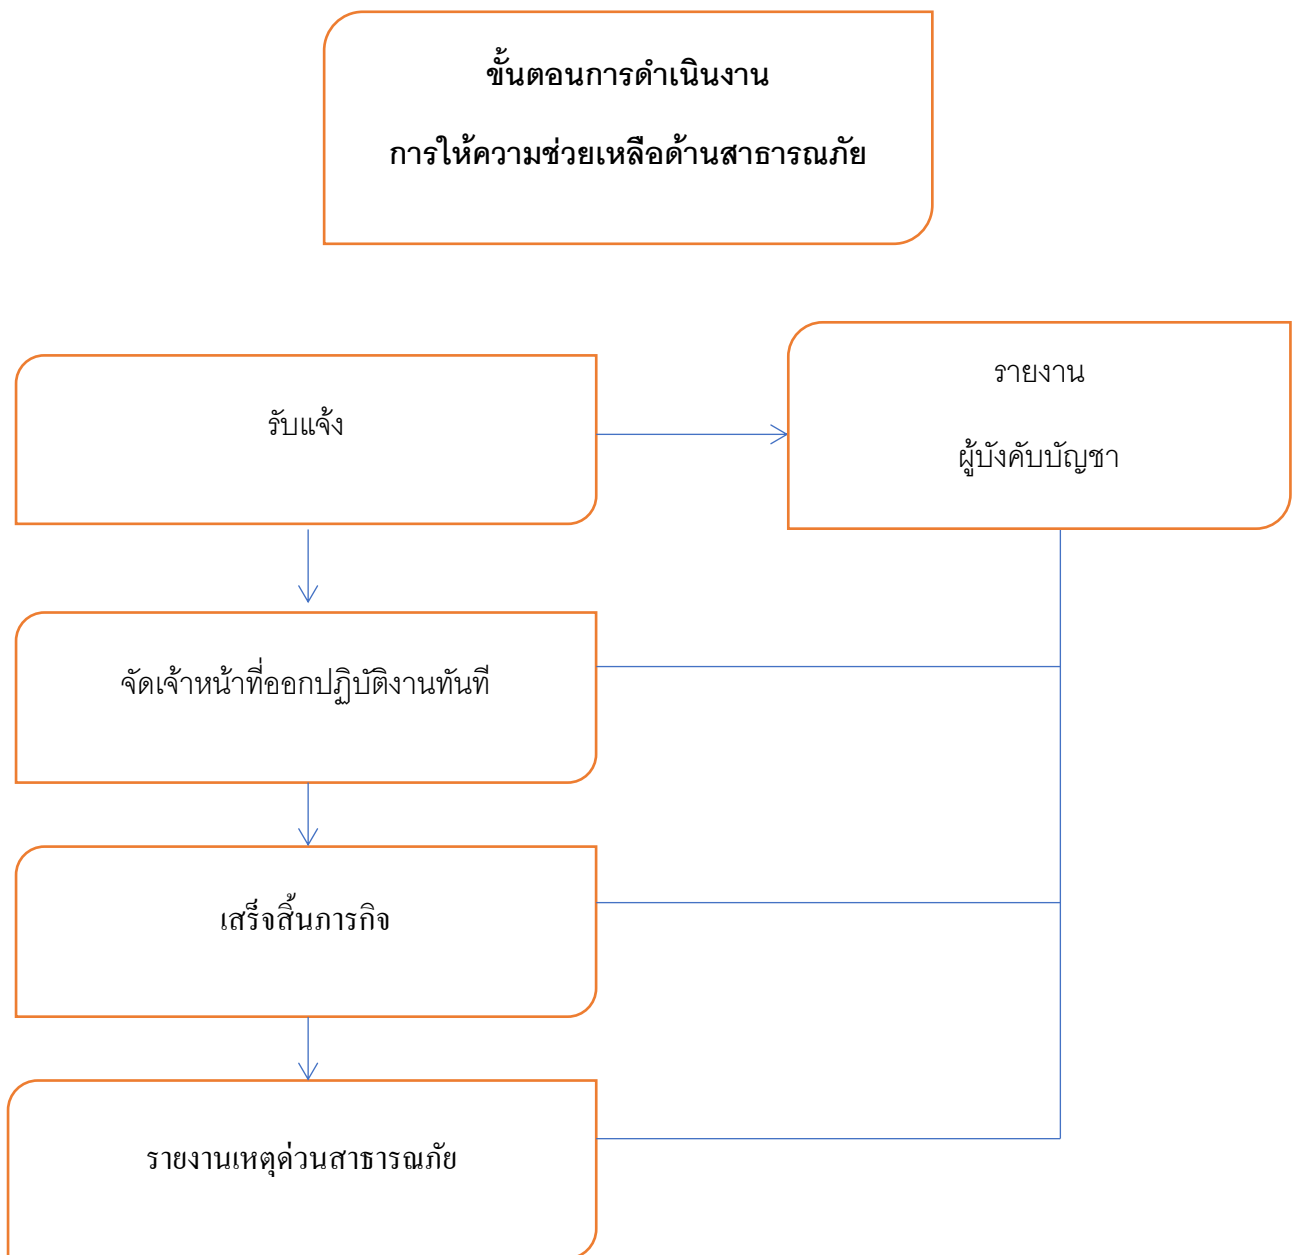 ขั้นตอนการดำเนินงาน
การให้ความช่วยเหลือด้านสาธารณภัย
รับแจ้ง
รายงาน
ผู้บังคับบัญชา
จัดเจ้าหน้าที่ออกปฏิบัติงานทันที
เสร็จสิ้นภารกิจ
รายงานเหตุด่วนสาธารณภัย